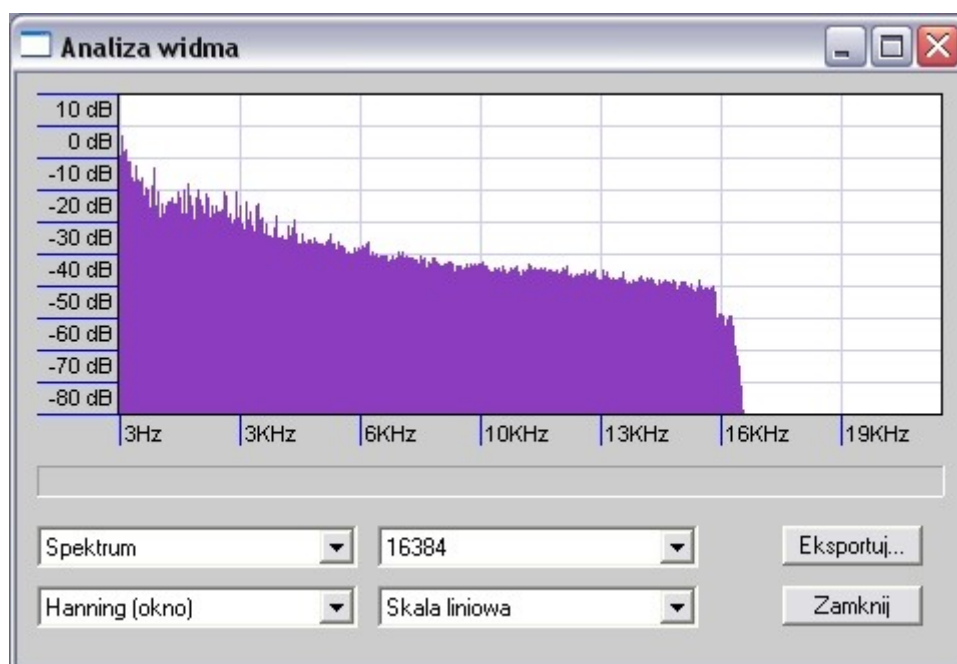 Analiza widma
10 dB
0 dB
-10 dB
-20 dB
-30 dB
-40 dB
-50 dB
-60 dB
-70 dB
-80 dB
3Hz 3KHz 6KHz 10KHz 13KHz 16KHz 19KHz
Spektrum 16384 Eksportuj...
Hanning (okno) Skala liniowa Zamknij